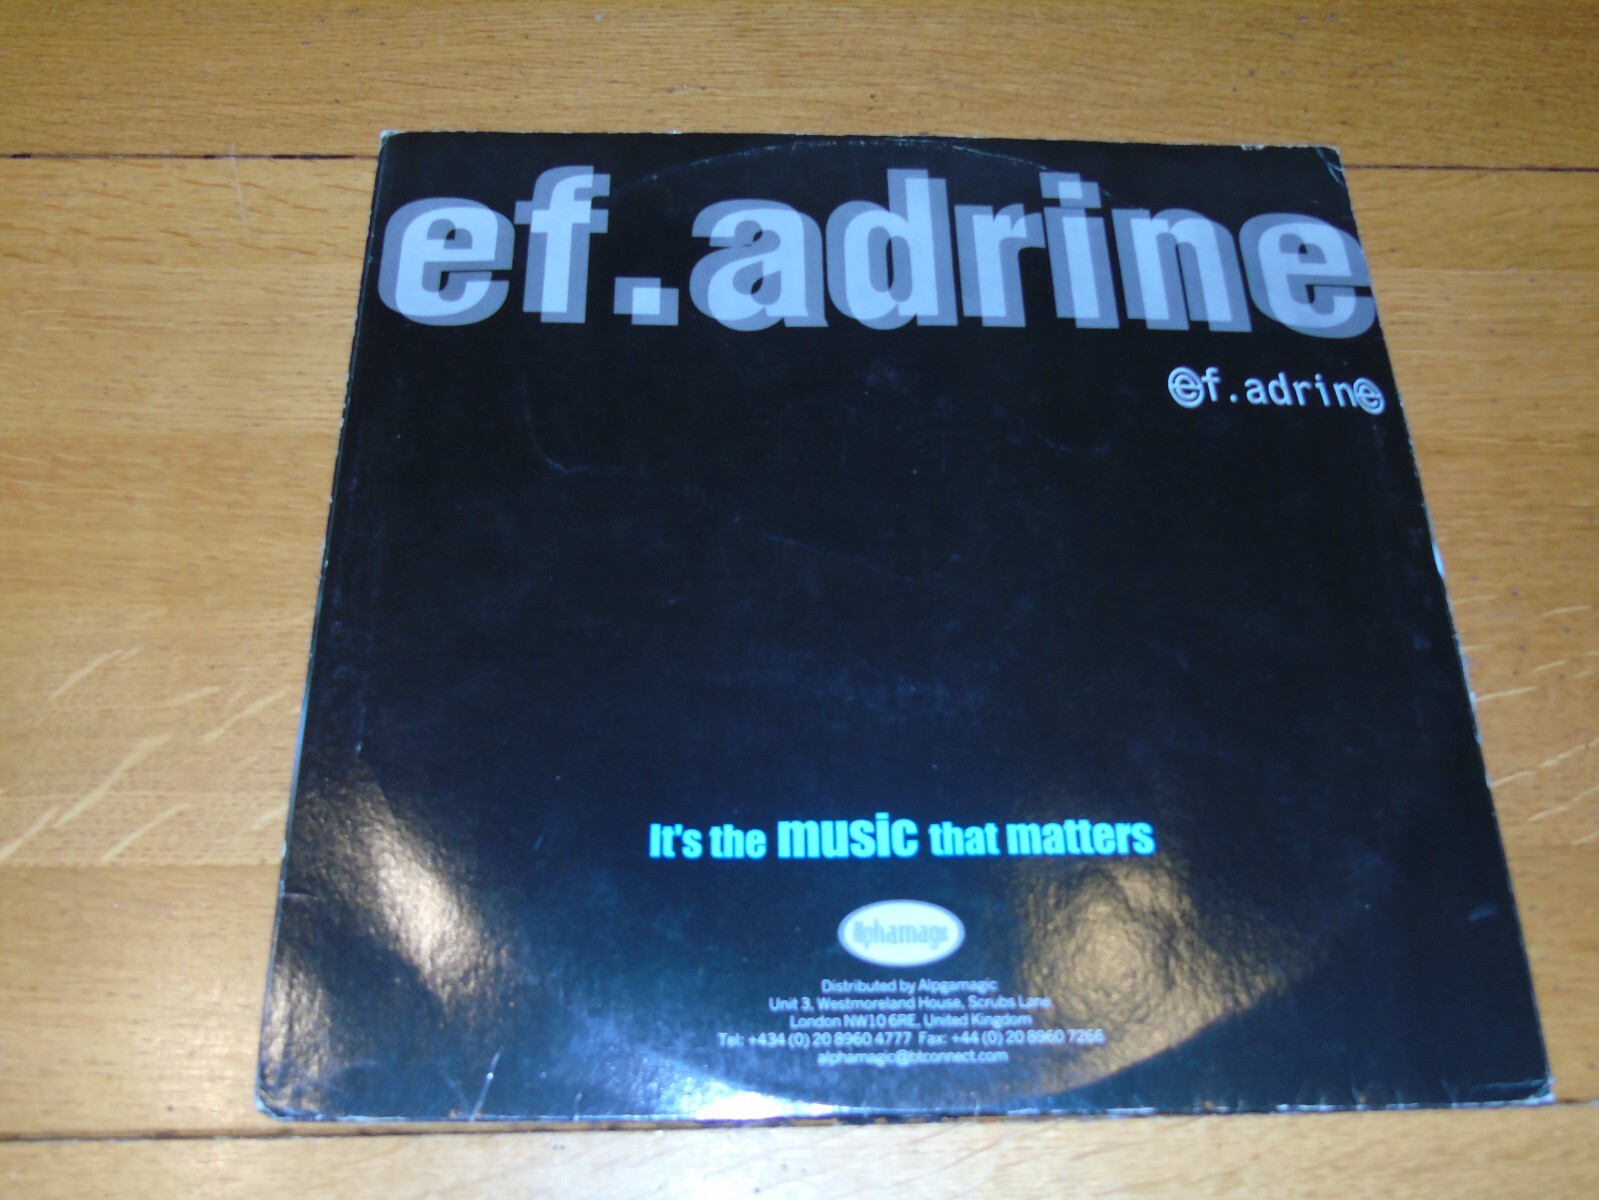 ef.adrine
ef.adrine
It's the music that matters
alphamagic
Distributed by Alpgamagic
Unit 3, Westmoreland House, Scrubs Lane
London NW10 6RE, United Kingdom
Tel: +434 (0) 20 8960 4777 Fax: +44 (0) 20 8960 7266
alphamagic@btconnect.com